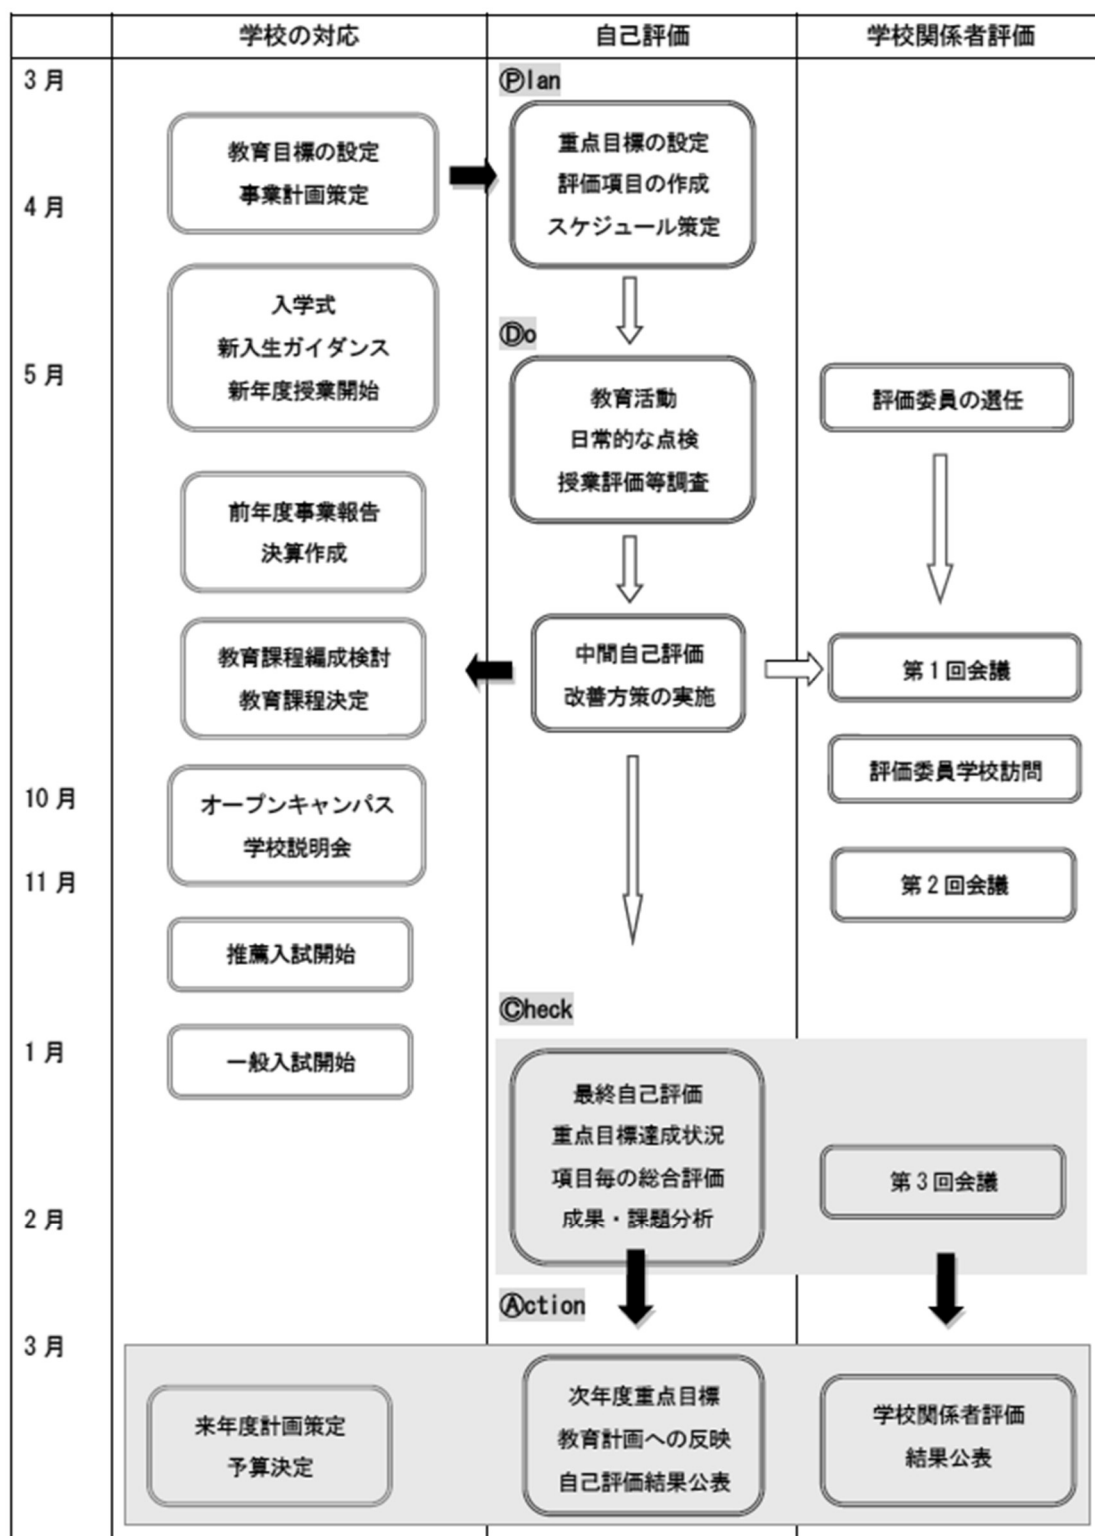 学校の対応 自己評価 学校関係者評価
3月
Ⓟlan
教育目標の設定
事業計画策定
重点目標の設定
評価項目の作成
スケジュール策定
4月
入学式
新入生ガイダンス
新年度授業開始
Ⓓo
5月
教育活動
日常的な点検
授業評価等調査
評価委員の選任
前年度事業報告
決算作成
教育課程編成検討
教育課程決定
中間自己評価
改善方策の実施
第1回会議
評価委員学校訪問
10月
オープンキャンパス
学校説明会
11月
第2回会議
推薦入試開始
Ⓒheck
1月
一般入試開始
最終自己評価
重点目標達成状況
項目毎の総合評価
成果・課題分析
第3回会議
2月
Ⓐction
3月
来年度計画策定
予算決定
次年度重点目標
教育計画への反映
自己評価結果公表
学校関係者評価
結果公表